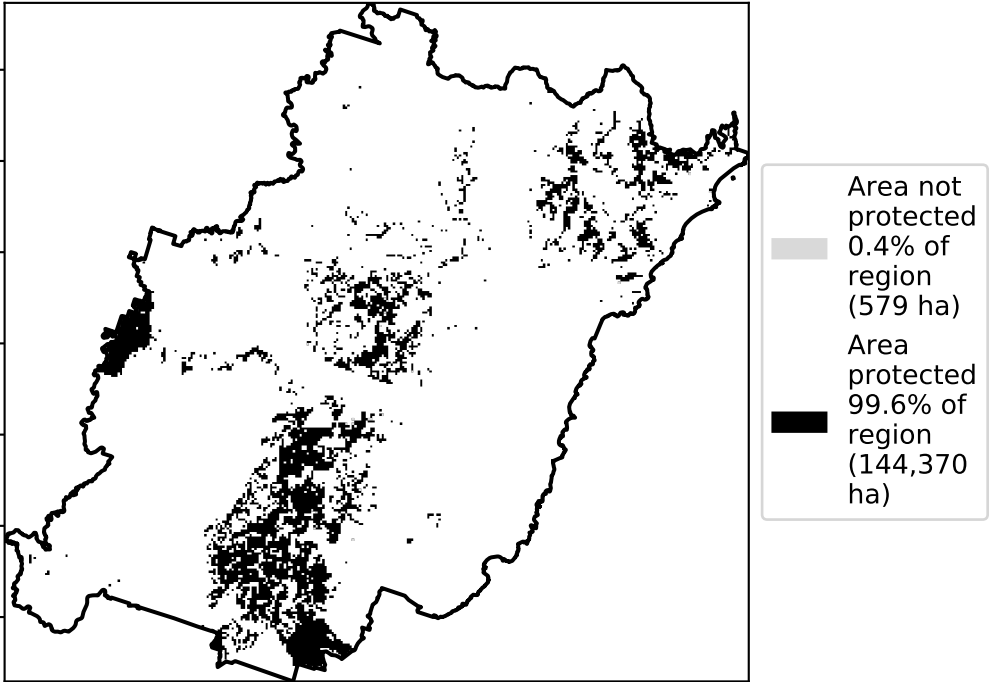 Area not
protected
0.4% of
region
(579 ha)
Area
protected
99.6% of
region
(144,370
ha)